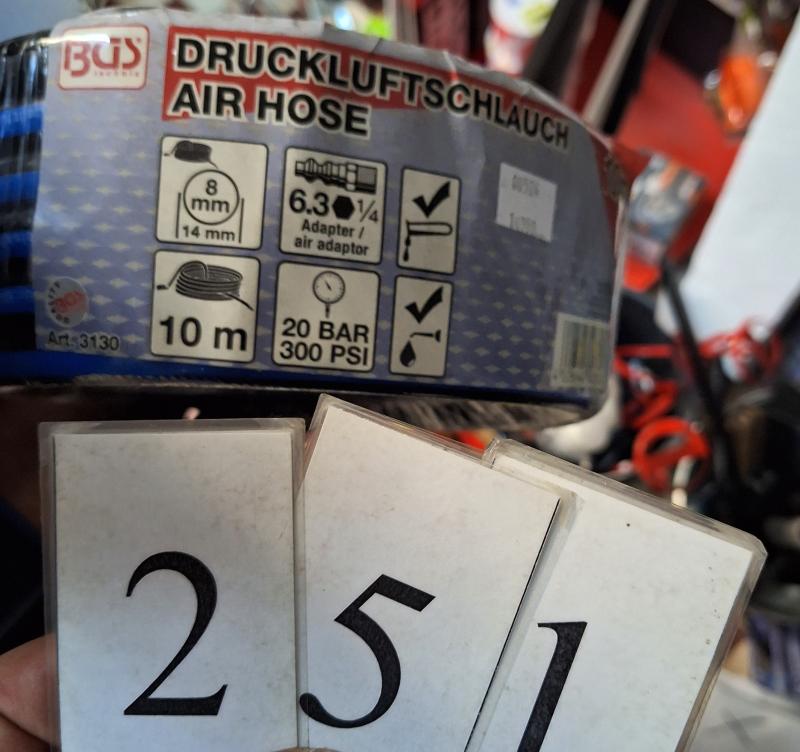 BGS
technic
DRUCKLUFTSCHLAUCH
AIR HOSE
8
mm
14 mm
6.3 1/4
Adapter /
air adaptor
10 m
20 BAR
300 PSI
Art. 3130
2 5 1